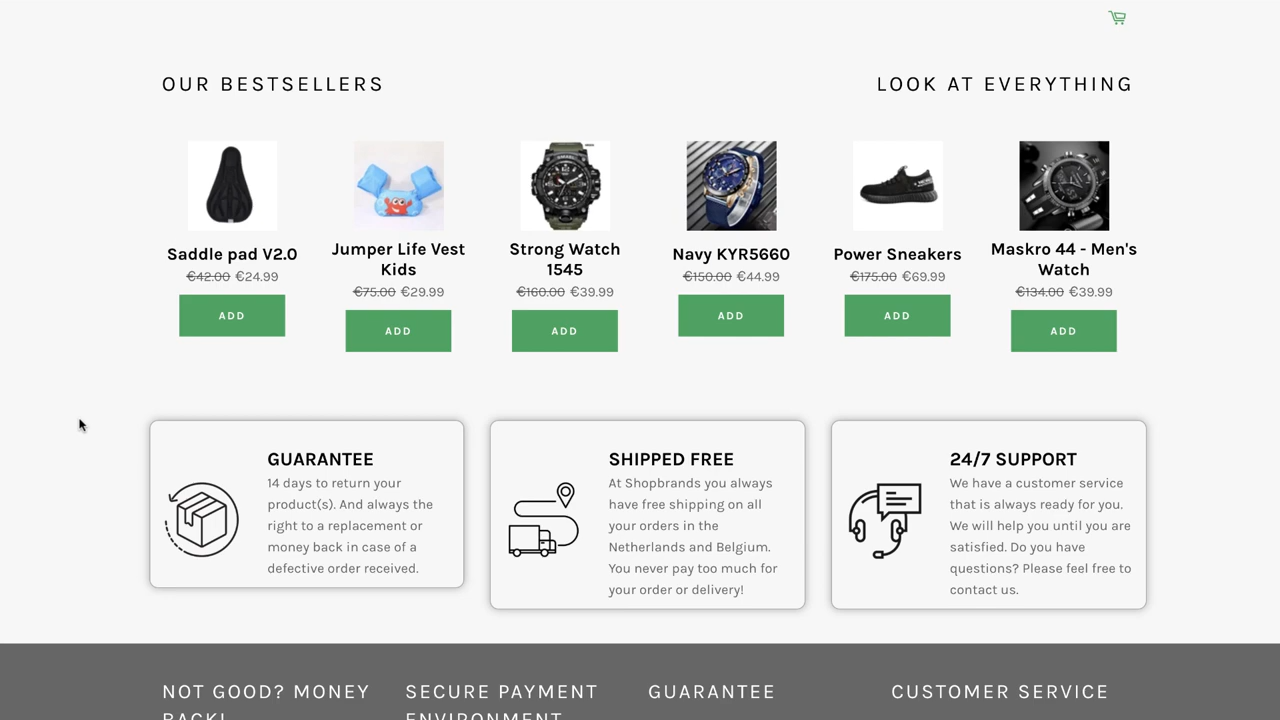 OUR BESTSELLERS
LOOK AT EVERYTHING
Saddle pad V2.0
€42.00 €24.99
ADD
Jumper Life Vest
Kids
€75.00 €29.99
ADD
Strong Watch
1545
€160.00 €39.99
ADD
Navy KYR5660
€150.00 €44.99
ADD
Power Sneakers
€175.00 €69.99
ADD
Maskro 44 - Men's
Watch
€134.00 €39.99
ADD
GUARANTEE
14 days to return your
product(s). And always the
right to a replacement or
money back in case of a
defective order received.
SHIPPED FREE
At Shopbrands you always
have free shipping on all
your orders in the
Netherlands and Belgium.
You never pay too much for
your order or delivery!
24/7 SUPPORT
We have a customer service
that is always ready for you.
We will help you until you are
satisfied. Do you have
questions? Please feel free to
contact us.
NOT GOOD? MONEY
BACK!
SECURE PAYMENT
ENVIRONMENT
GUARANTEE
CUSTOMER SERVICE